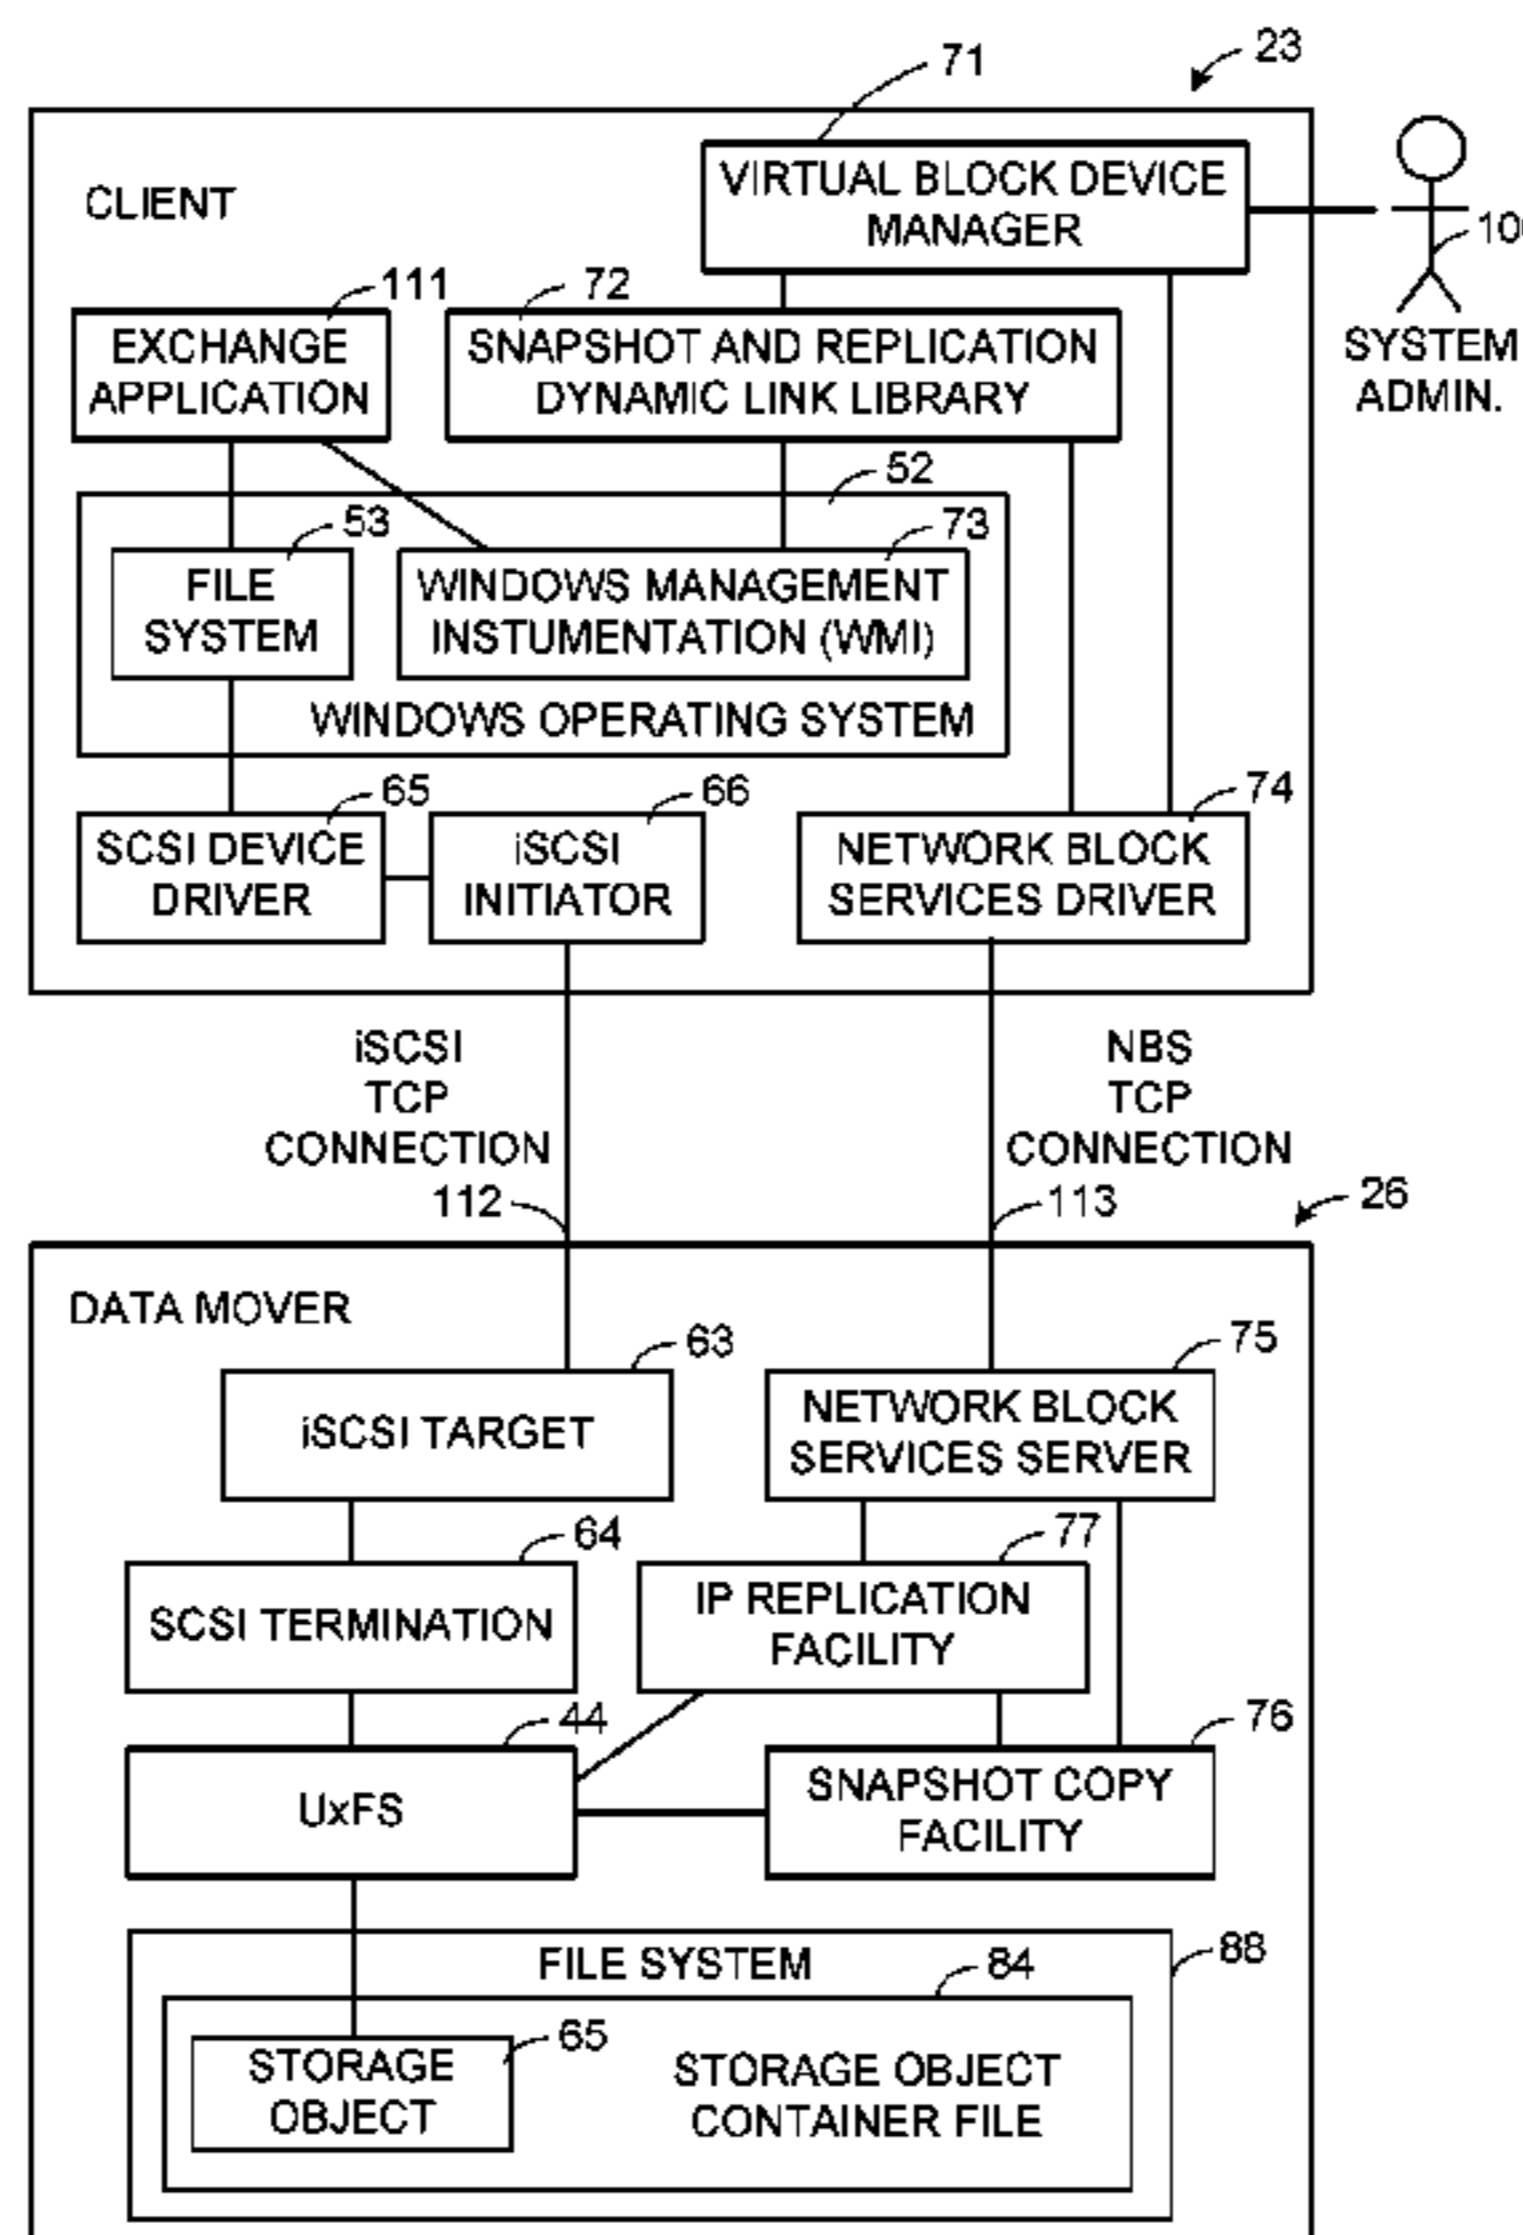 71
23
CLIENT
VIRTUAL BLOCK DEVICE
MANAGER
10
SYSTEM
ADMIN.
111
EXCHANGE
APPLICATION
72
SNAPSHOT AND REPLICATION
DYNAMIC LINK LIBRARY
52
53
FILE
SYSTEM
73
WINDOWS MANAGEMENT
INSTUMENTATION (WMI)
WINDOWS OPERATING SYSTEM
65
SCSI DEVICE
DRIVER
66
iSCSI
INITIATOR
74
NETWORK BLOCK
SERVICES DRIVER
iSCSI
TCP
CONNECTION
112
NBS
TCP
CONNECTION
113
26
DATA MOVER
63
iSCSI TARGET
75
NETWORK BLOCK
SERVICES SERVER
64
SCSI TERMINATION
77
IP REPLICATION
FACILITY
44
UxFS
76
SNAPSHOT COPY
FACILITY
88
FILE SYSTEM
84
65
STORAGE
OBJECT
STORAGE OBJECT
CONTAINER FILE